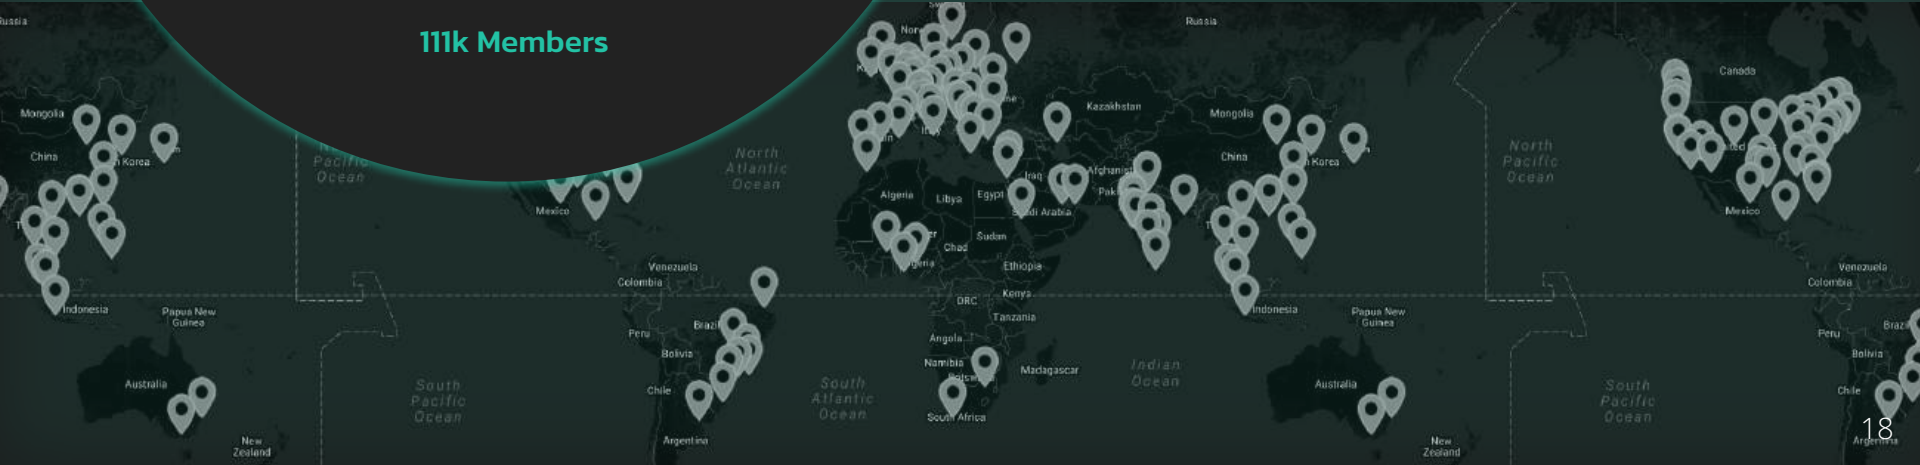 111k Members
Russia
Russia
Canada
Kazakhstan
Mongolia
Mongolia
China
China
North
Atlantic
Ocean
North
Pacific
Ocean
Pacific
Ocean
Iraq
Algeria
Libya
Egypt
Saudi Arabia
Mexico
Mexico
Sudan
Chad
Ethiopia
Venezuela
Colombia
Venezuela
Colombia
DRC
Kenya
Tanzania
Indonesia
Papua New
Guinea
Indonesia
Papua New
Guinea
Peru
Peru
Angola
Bolivia
Bolivia
Namibia
Madagascar
Indian
Ocean
Australia
Australia
South
Pacific
Ocean
South
Atlantic
Ocean
South
Pacific
Ocean
Chile
Chile
South Africa
Argentina
Argentina
New
Zealand
New
Zealand
18